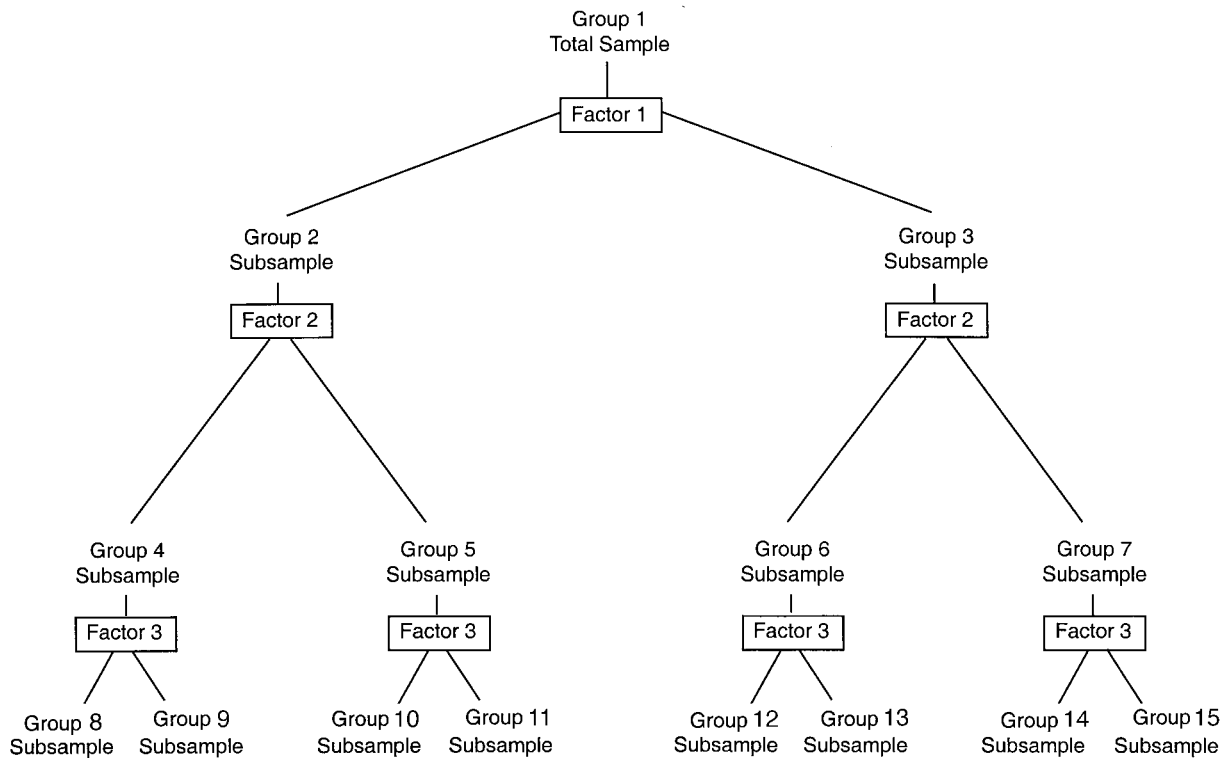 Group 1
Total Sample
Factor 1
Group 2
Subsample
Group 3
Subsample
Factor 2
Factor 2
Group 4
Subsample
Group 5
Subsample
Group 6
Subsample
Group 7
Subsample
Factor 3
Factor 3
Factor 3
Factor 3
Group 8
Subsample
Group 9
Subsample
Group 10
Subsample
Group 11
Subsample
Group 12
Subsample
Group 13
Subsample
Group 14
Subsample
Group 15
Subsample